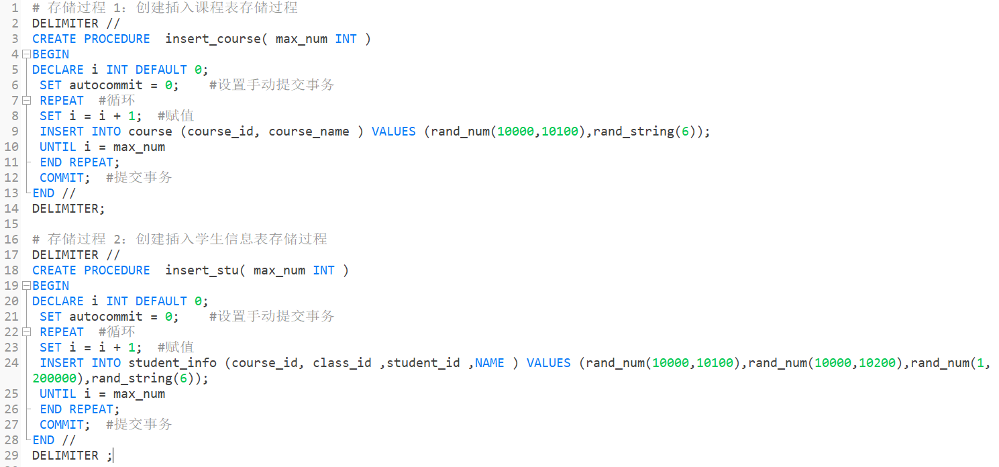 1 # 存储过程 1：创建插入课程表存储过程
2 DELIMITER //
3 CREATE PROCEDURE  insert_course( max_num INT )
4 BEGIN
5 DECLARE i INT DEFAULT 0;
6  SET autocommit = 0;    #设置手动提交事务
7  REPEAT  #循环
8  SET i = i + 1;  #赋值
9  INSERT INTO course (course_id, course_name ) VALUES (rand_num(10000,10100),rand_string(6));
10  UNTIL i = max_num
11  END REPEAT;
12  COMMIT;  #提交事务
13 END //
14 DELIMITER;
15
16 # 存储过程 2：创建插入学生信息表存储过程
17 DELIMITER //
18 CREATE PROCEDURE  insert_stu( max_num INT )
19 BEGIN
20 DECLARE i INT DEFAULT 0;
21  SET autocommit = 0;    #设置手动提交事务
22  REPEAT  #循环
23  SET i = i + 1;  #赋值
24  INSERT INTO student_info (course_id, class_id ,student_id ,NAME ) VALUES (rand_num(10000,10100),rand_num(10000,10200),rand_num(1,
200000),rand_string(6));
25  UNTIL i = max_num
26  END REPEAT;
27  COMMIT;  #提交事务
28 END //
29 DELIMITER ;